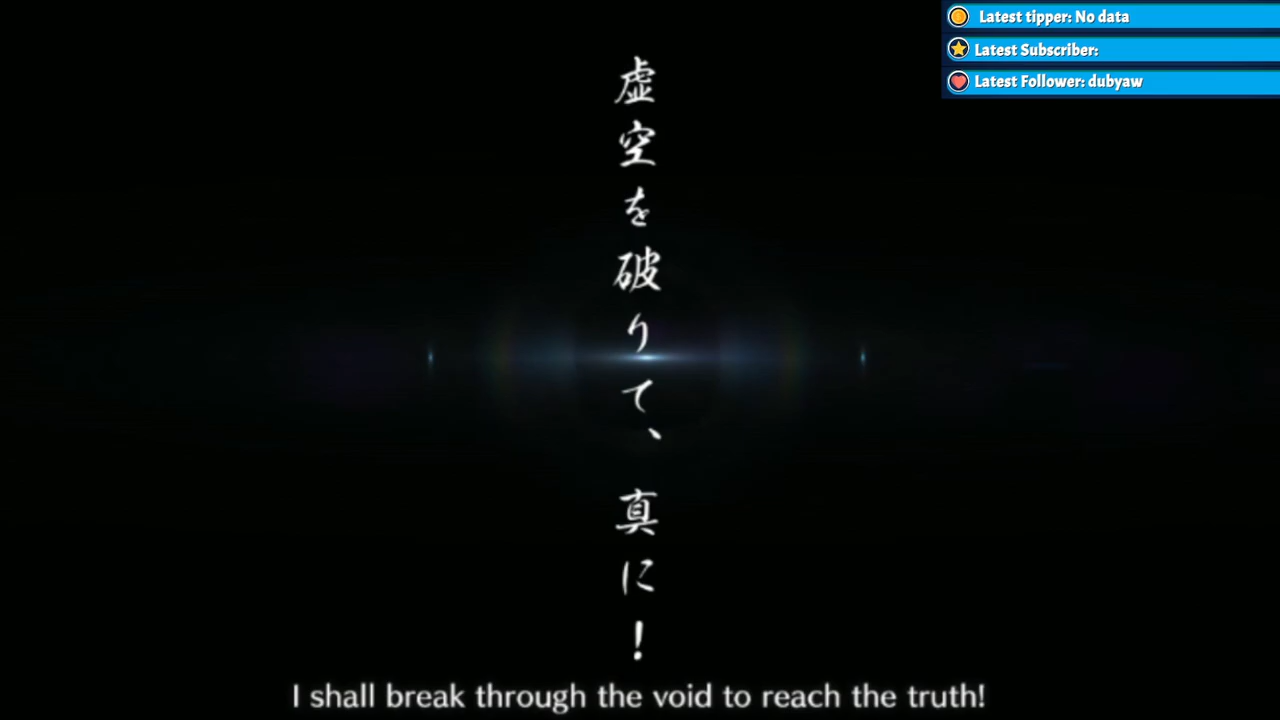 Latest tipper: No data
Latest Subscriber:
Latest Follower: dubyaw
虚空を破りて、真に！
I shall break through the void to reach the truth!